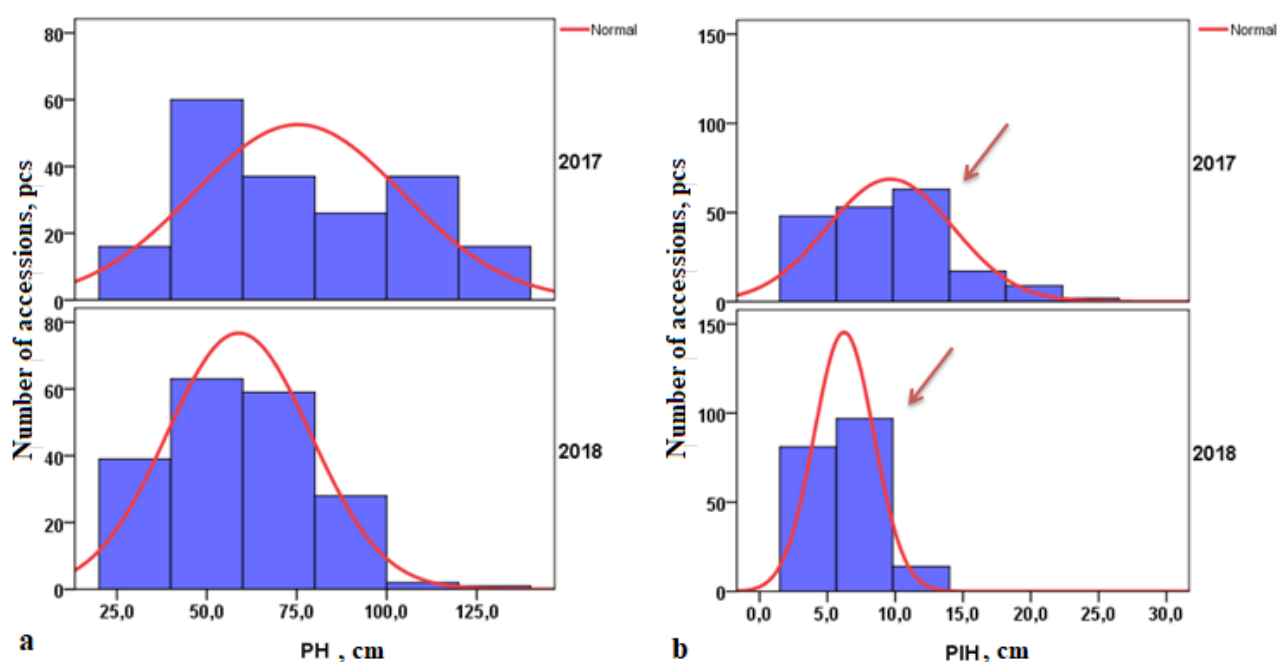 Normal
80
60
40
20
0
2017
80
60
40
20
0
2018
Number of accessions, pcs
25,0 50,0 75,0 100,0 125,0
a
PH , cm
Normal
150
100
50
0
2017
150
100
50
0
2018
Number of accessions, pcs
0,0 5,0 10,0 15,0 20,0 25,0 30,0
b
PIH , cm